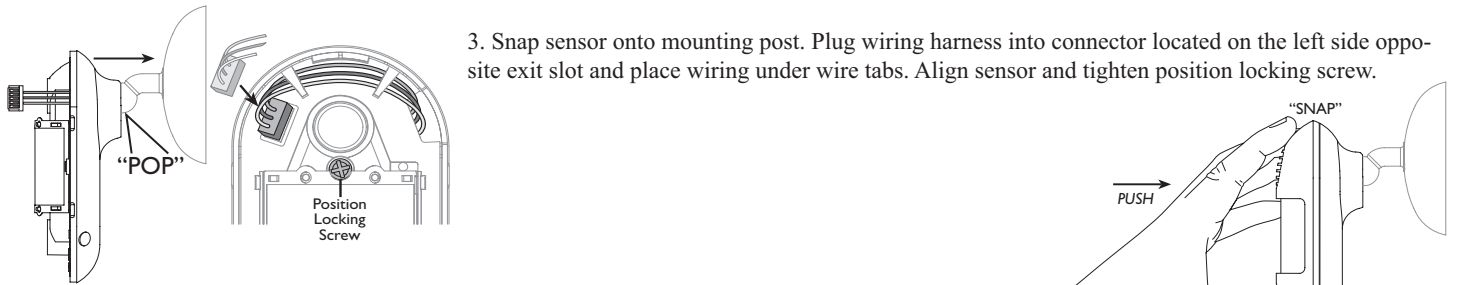 3. Snap sensor onto mounting post. Plug wiring harness into connector located on the left side oppo-
site exit slot and place wiring under wire tabs. Align sensor and tighten position locking screw.
“POP”
Position
Locking
Screw
“SNAP”
PUSH